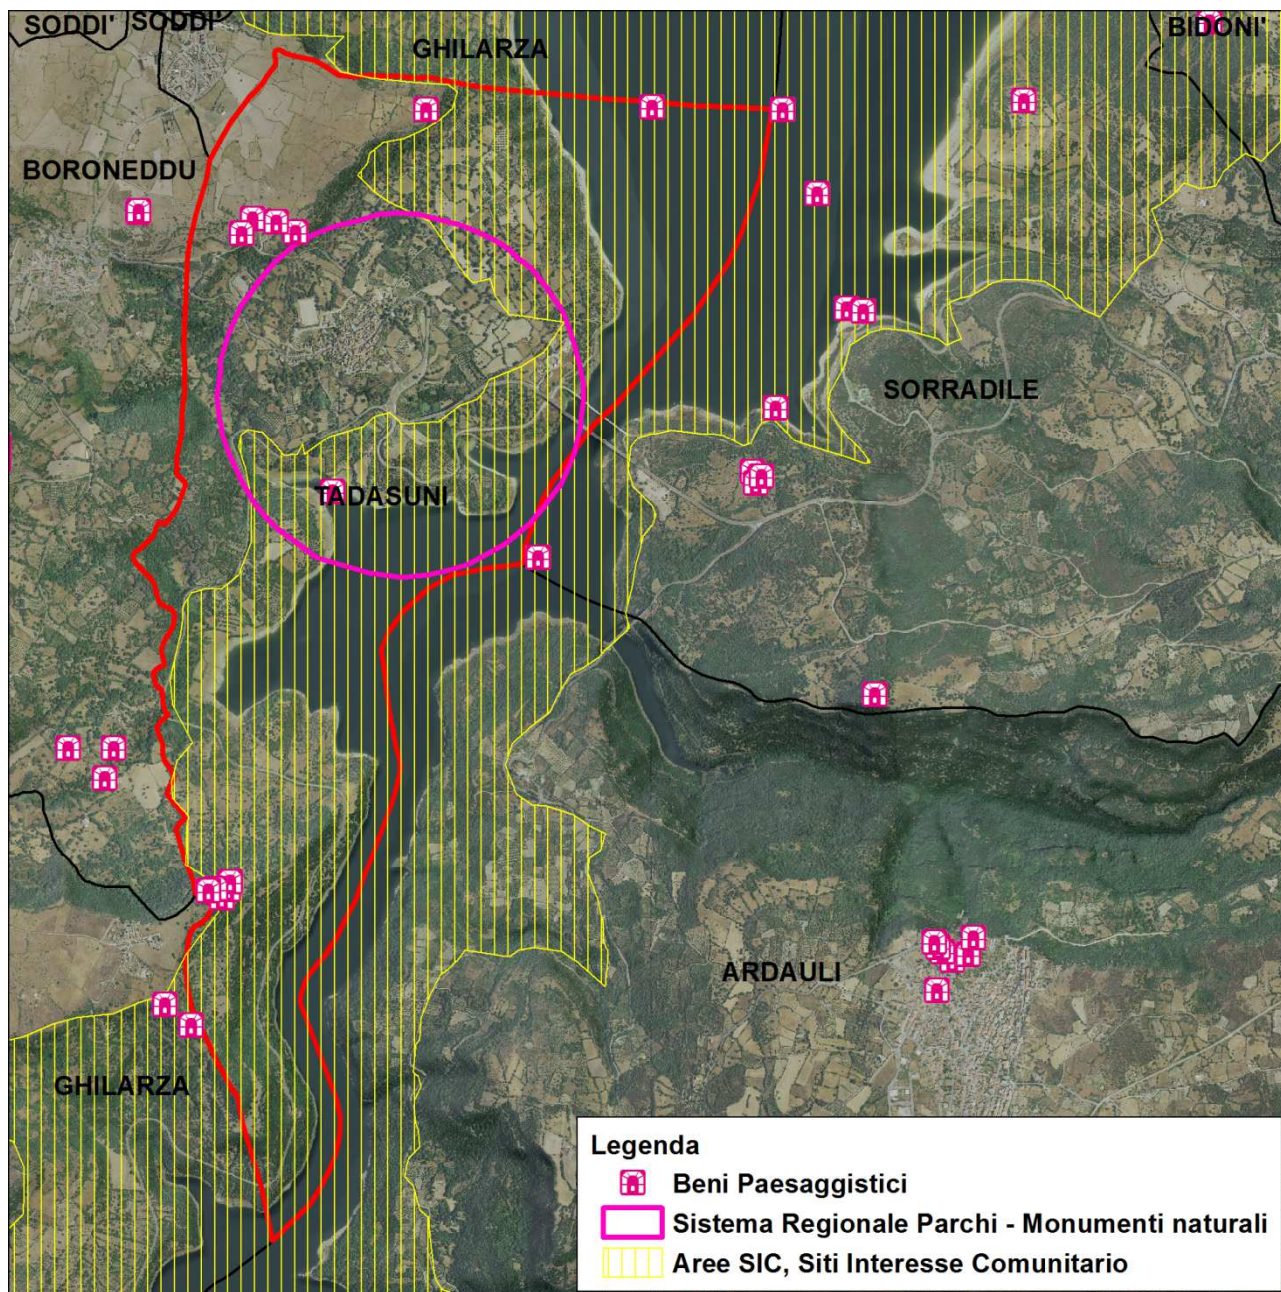 SODDI'
SODDI'
GHILARZA
BIDONI'
BORONEDDU
SORRADILE
TADASUNI
ARDAULI
GHILARZA
Legenda
Beni Paesaggistici
Sistema Regionale Parchi - Monumenti naturali
Aree SIC, Siti Interesse Comunitario